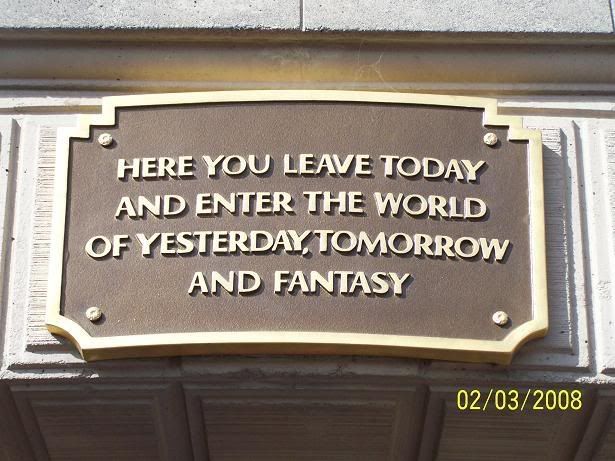 HERE YOU LEAVE TODAY
AND ENTER THE WORLD
OF YESTERDAY, TOMORROW
AND FANTASY
02/03/2008